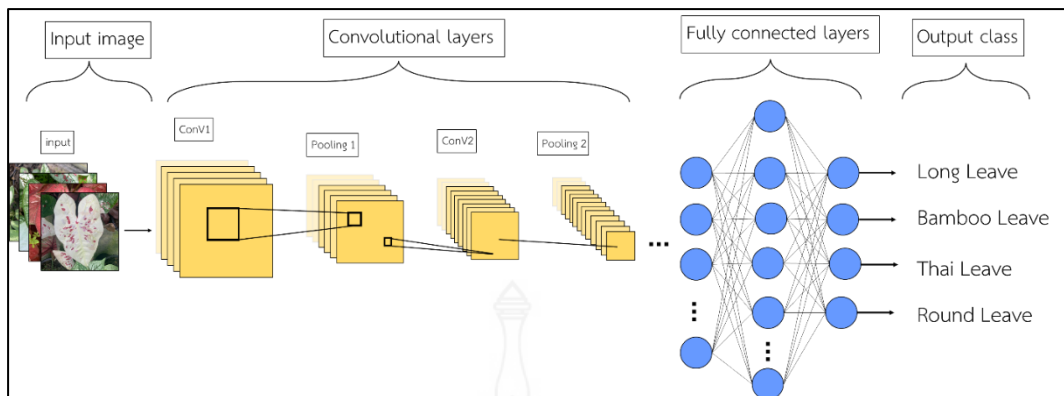 Input image
Convolutional layers
Fully connected layers
Output class
input
ConV1
Pooling 1
ConV2
Pooling 2
Long Leave
Bamboo Leave
Thai Leave
Round Leave